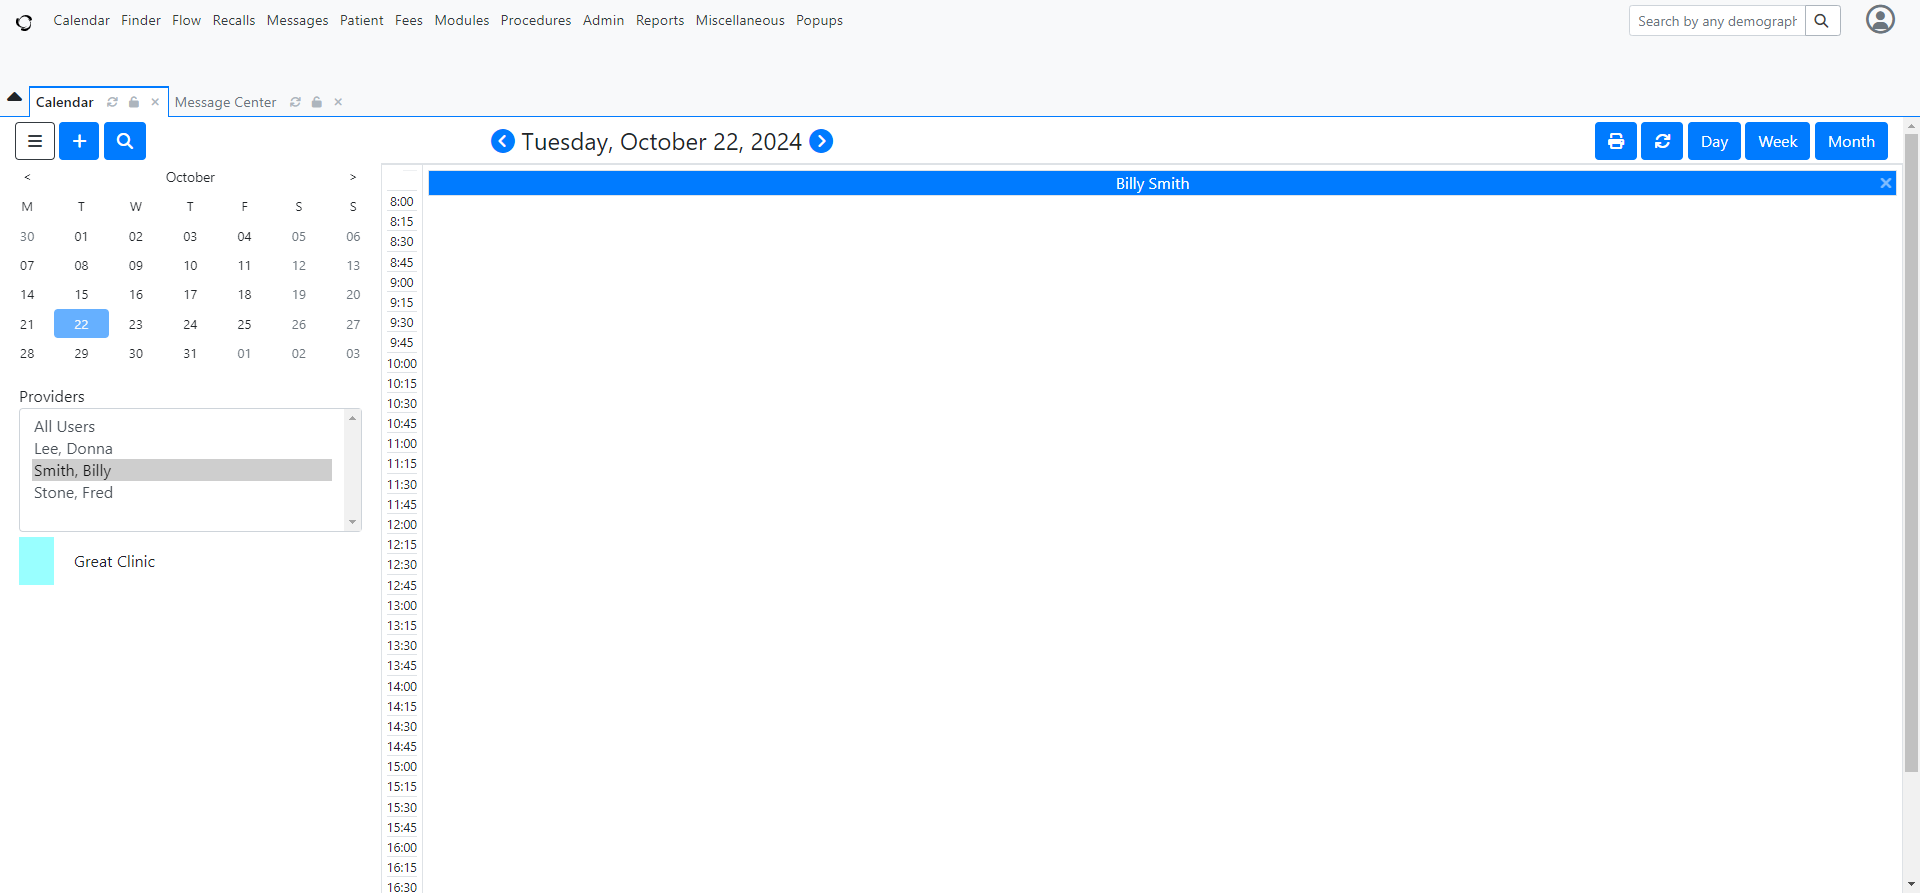 Calendar Finder Flow Recalls Messages Patient Fees Modules Procedures Admin Reports Miscellaneous Popups
Search by any demograph
Calendar × Message Center ×
+ Tuesday, October 22, 2024 Day Week Month
< October >
M T W T F S S
30 01 02 03 04 05 06
07 08 09 10 11 12 13
14 15 16 17 18 19 20
21 22 23 24 25 26 27
28 29 30 31 01 02 03
Providers
All Users
Lee, Donna
Smith, Billy
Stone, Fred
Great Clinic
Billy Smith ×
8:00
8:15
8:30
8:45
9:00
9:15
9:30
9:45
10:00
10:15
10:30
10:45
11:00
11:15
11:30
11:45
12:00
12:15
12:30
12:45
13:00
13:15
13:30
13:45
14:00
14:15
14:30
14:45
15:00
15:15
15:30
15:45
16:00
16:15
16:30